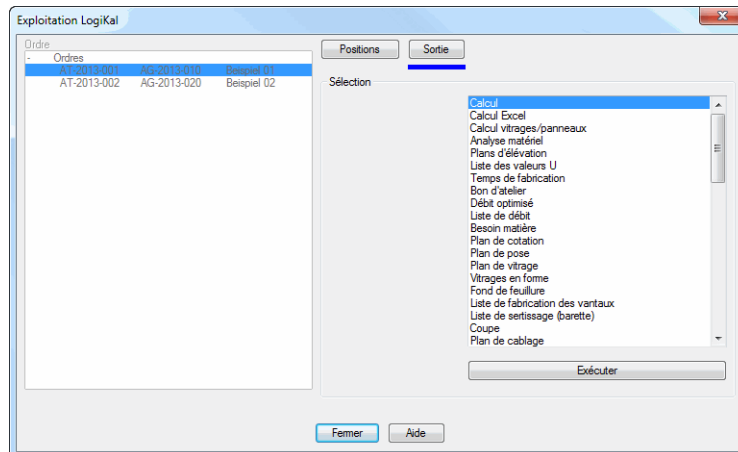 Exploitation LogiKal
Ordre
- Ordres
AT-2013-001 AG-2013-010 Beispiel 01
AT-2013-002 AG-2013-020 Beispiel 02
Positions Sortie
Sélection
Calcul
Calcul Excel
Calcul vitrages/panneaux
Analyse matériel
Plans d'élévation
Liste des valeurs U
Temps de fabrication
Bon d'atelier
Débit optimisé
Liste de débit
Besoin matière
Plan de cotation
Plan de pose
Plan de vitrage
Vitrages en forme
Fond de feuillure
Liste de fabrication des vantaux
Liste de sertissage (barette)
Coupe
Plan de cablage
Exécuter
Fermer Aide